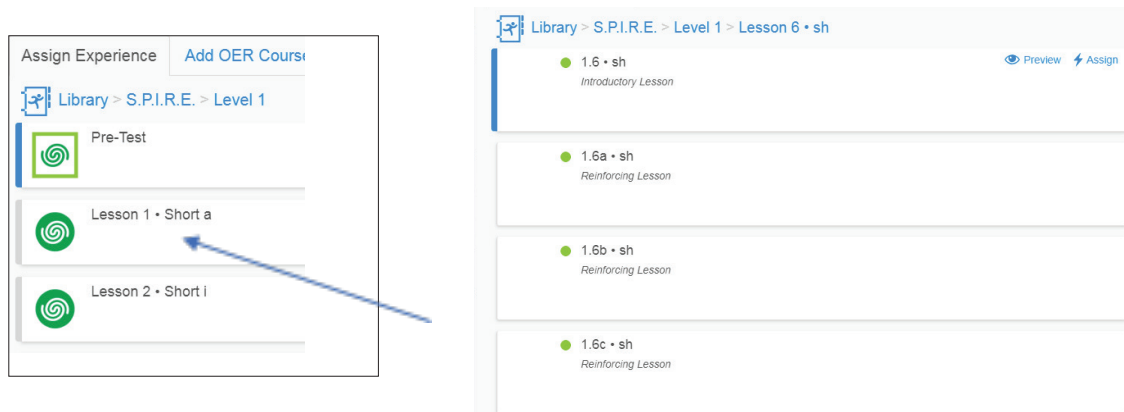 Assign Experience Add OER Course
Library > S.P.I.R.E. > Level 1
Pre-Test
Lesson 1 • Short a
Lesson 2 • Short i
Library > S.P.I.R.E. > Level 1 > Lesson 6 • sh
1.6 • sh Preview Assign
Introductory Lesson
1.6a • sh
Reinforcing Lesson
1.6b • sh
Reinforcing Lesson
1.6c • sh
Reinforcing Lesson